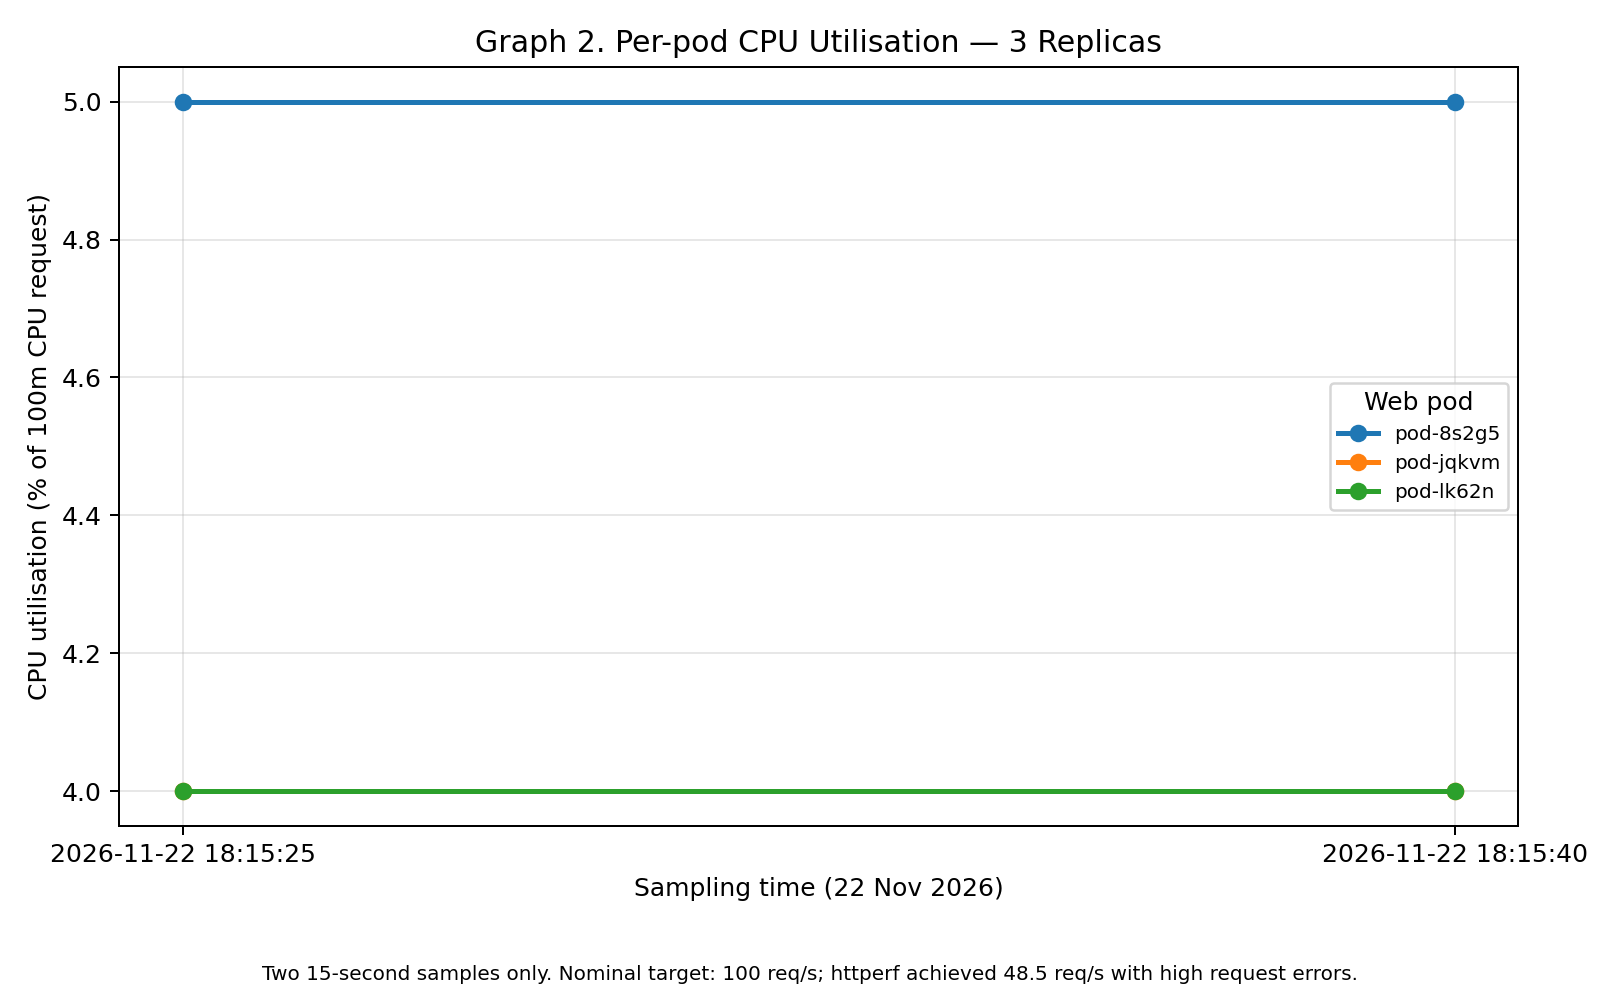 Graph 2. Per-pod CPU Utilisation — 3 Replicas
CPU utilisation (% of 100m CPU request)
5.0
4.8
4.6
4.4
4.2
4.0
Web pod
pod-8s2g5
pod-jqkvm
pod-lk62n
2026-11-22 18:15:25
2026-11-22 18:15:40
Sampling time (22 Nov 2026)
Two 15-second samples only. Nominal target: 100 req/s; httperf achieved 48.5 req/s with high request errors.